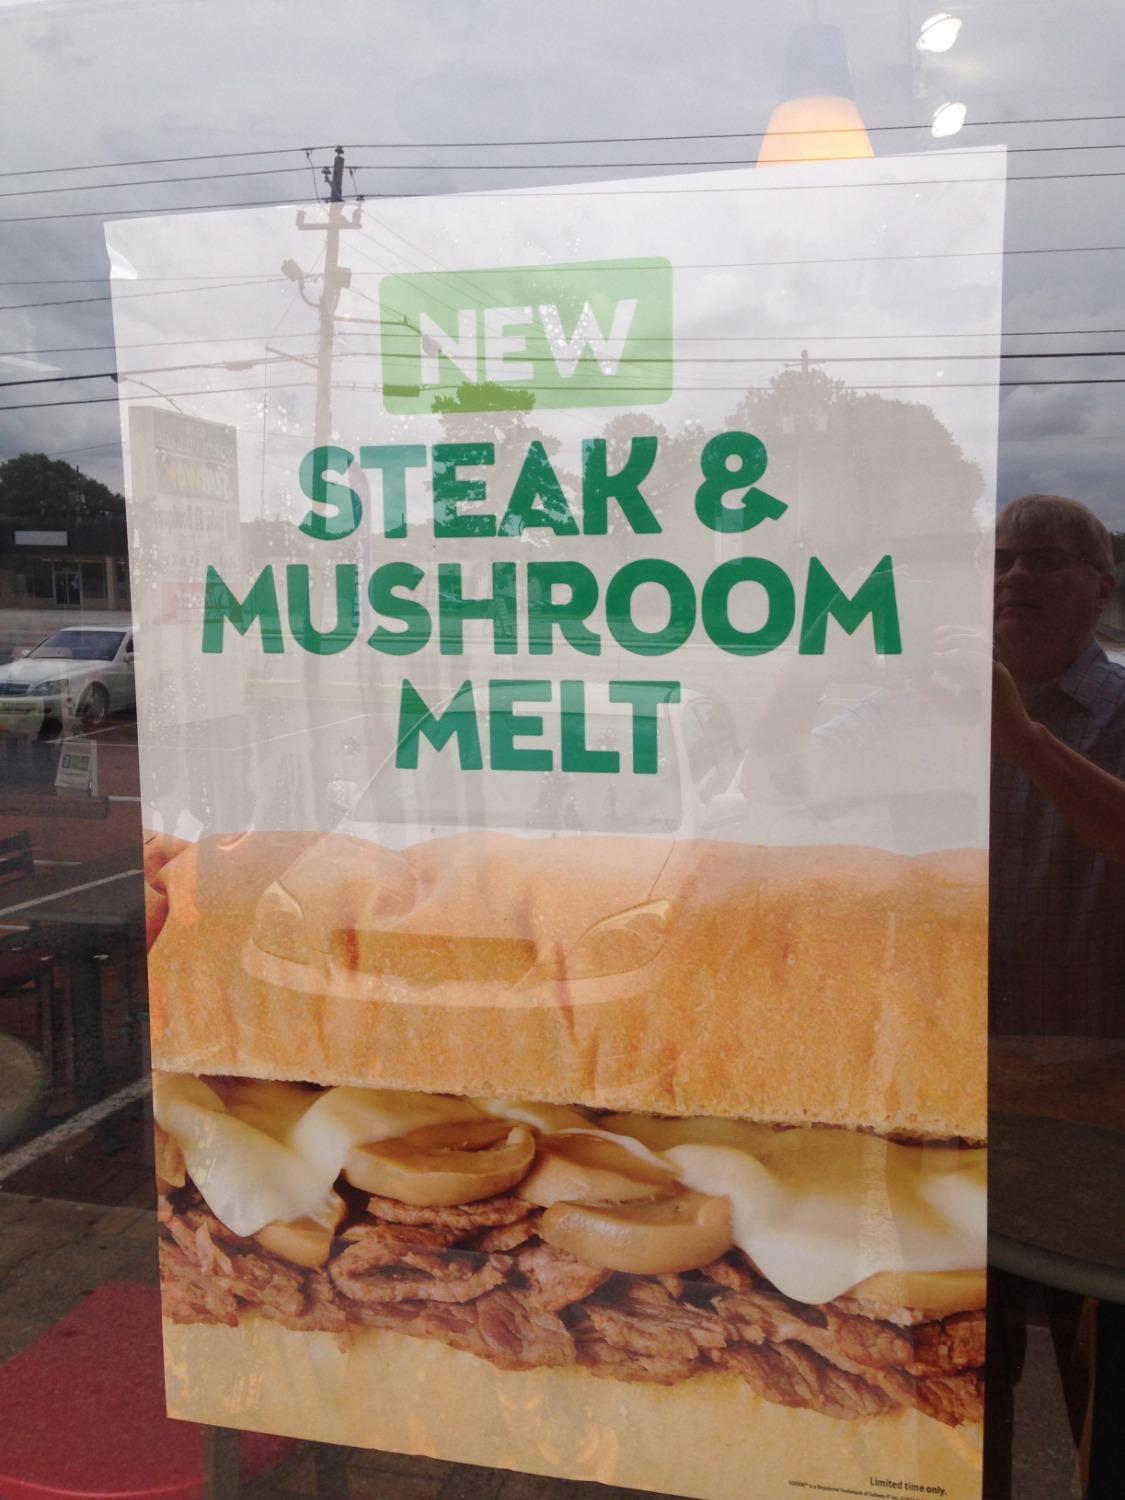 NEW
STEAK &
MUSHROOM
MELT
Limited time only.